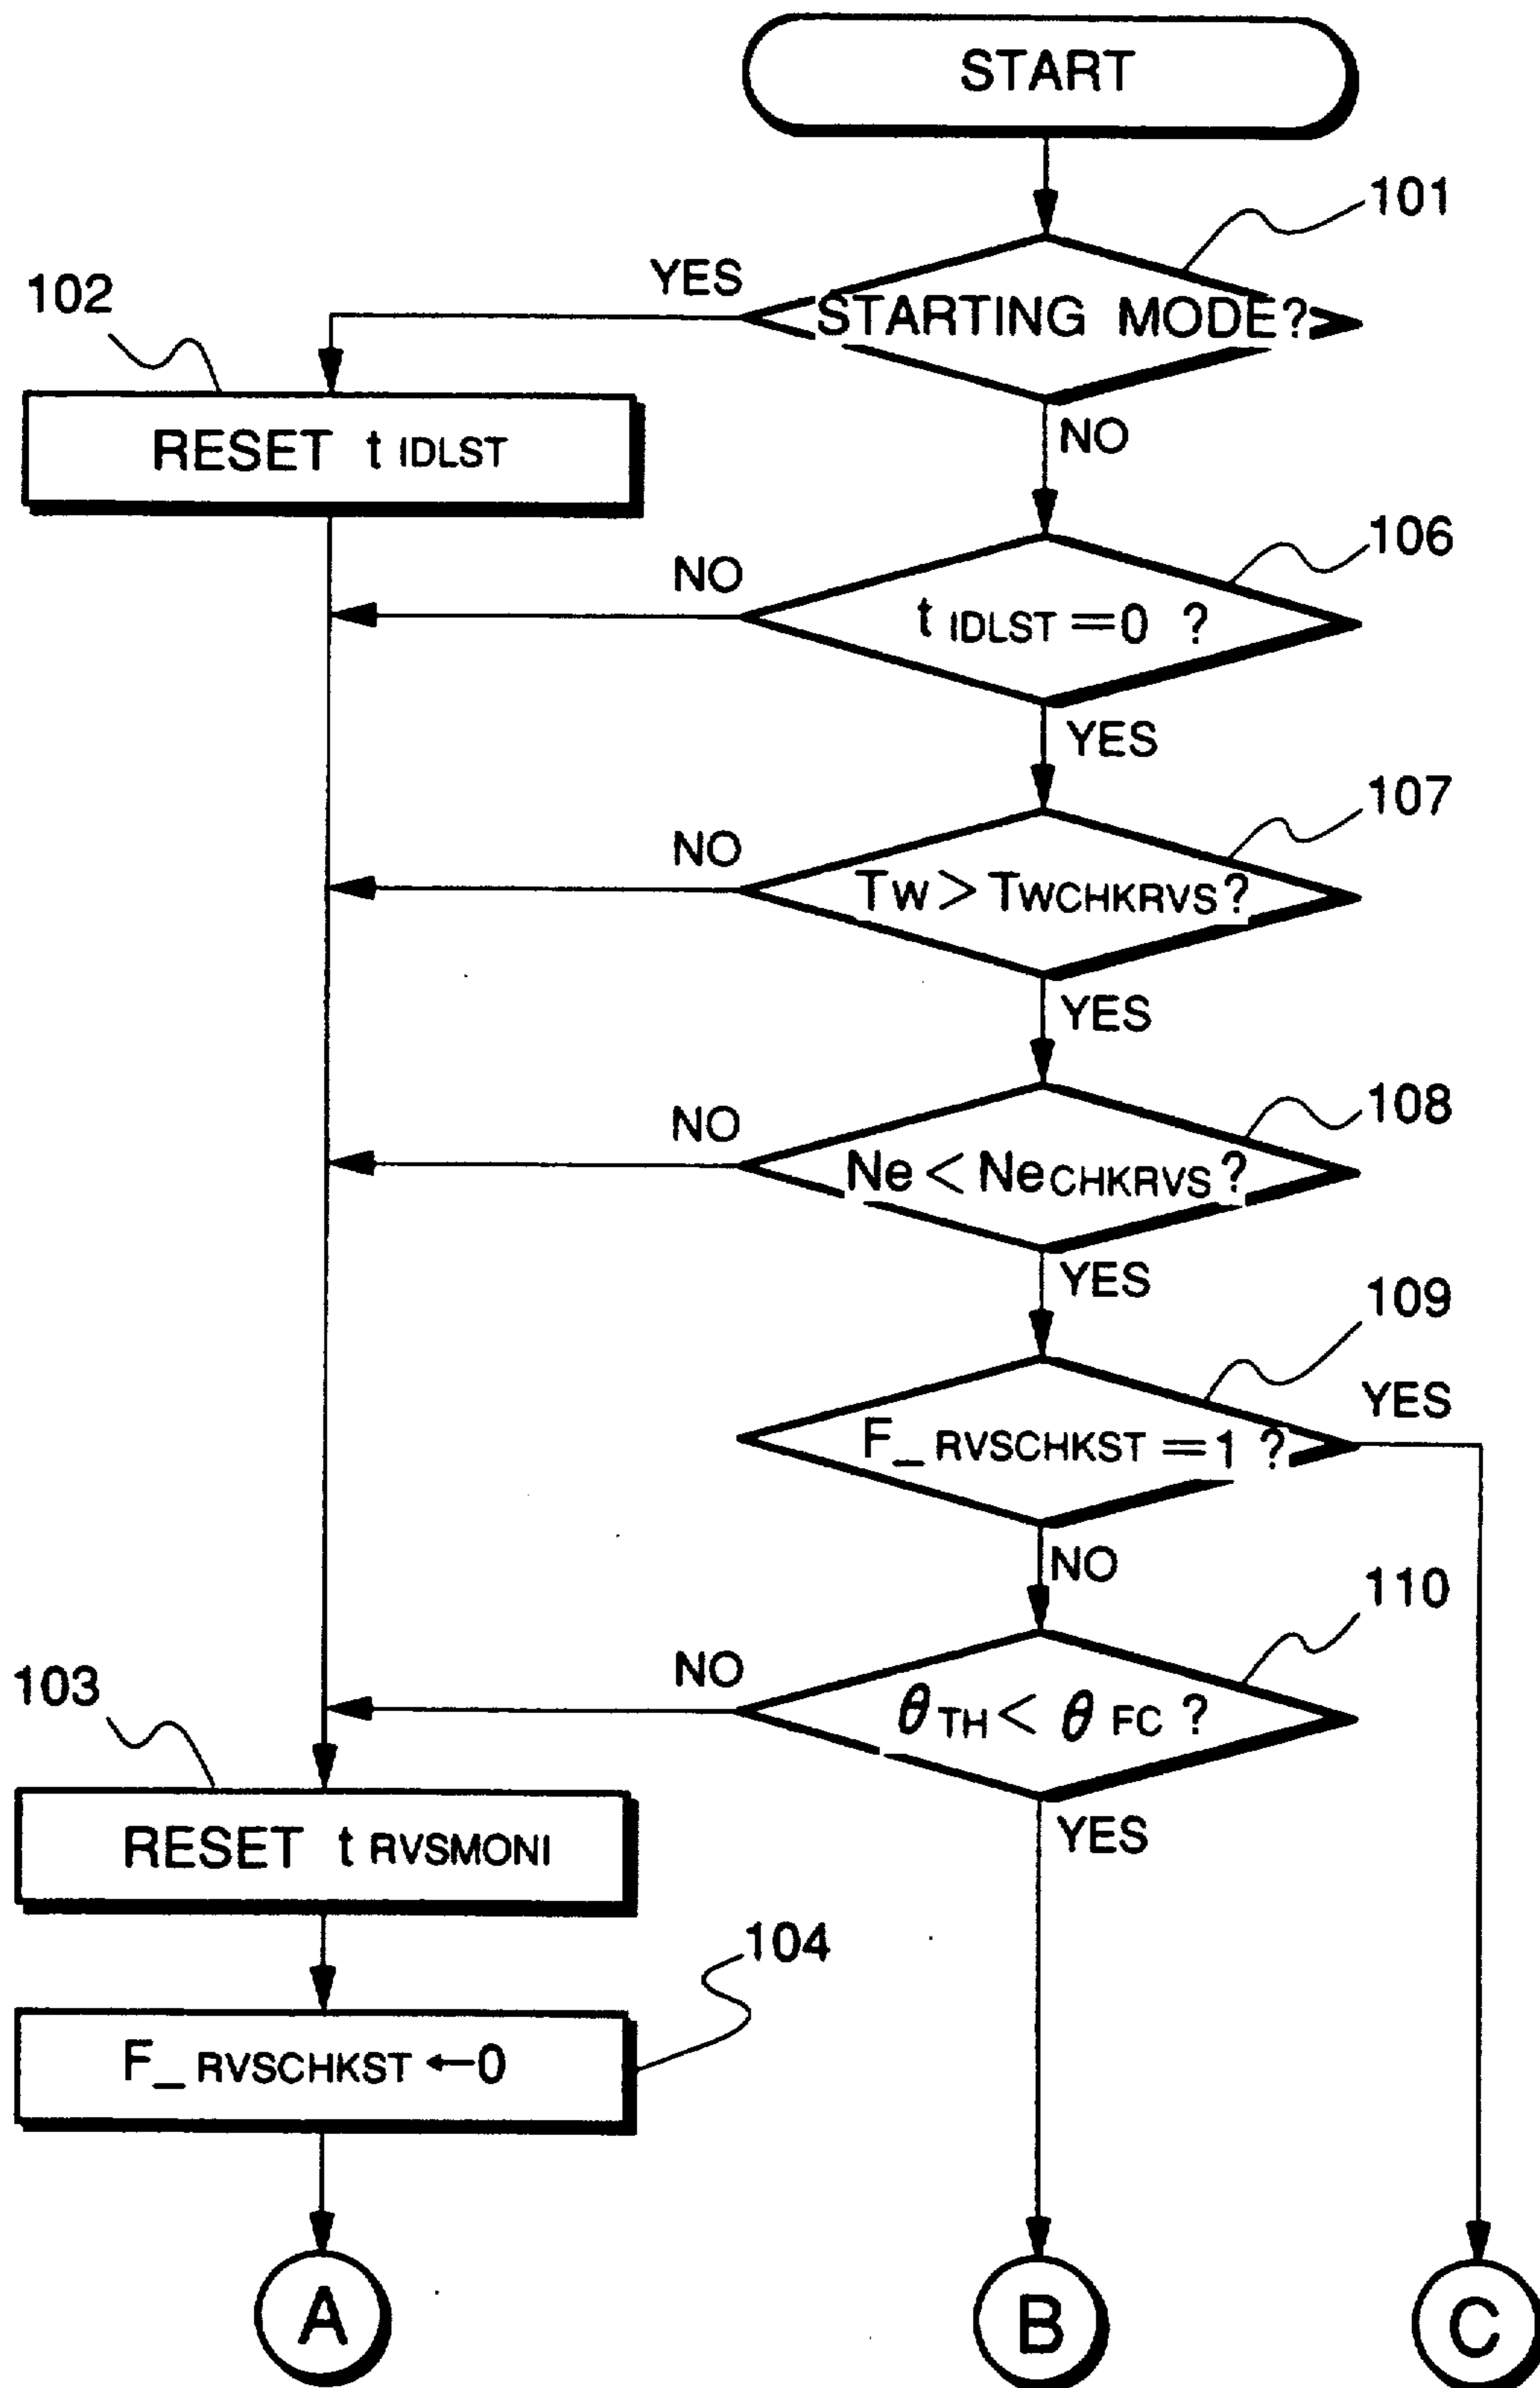 START
101
YES
STARTING MODE?
102
RESET t IDLST
NO
106
NO
t IDLST =0 ?
YES
107
NO
TW > TWCHKRVS?
YES
108
NO
Ne < NeCHKRVS?
YES
109
YES
F_RVSCHKST =1 ?
NO
110
NO
θTH < θFC ?
YES
103
RESET t RVSMONI
104
F_RVSCHKST ←0
A
B
C